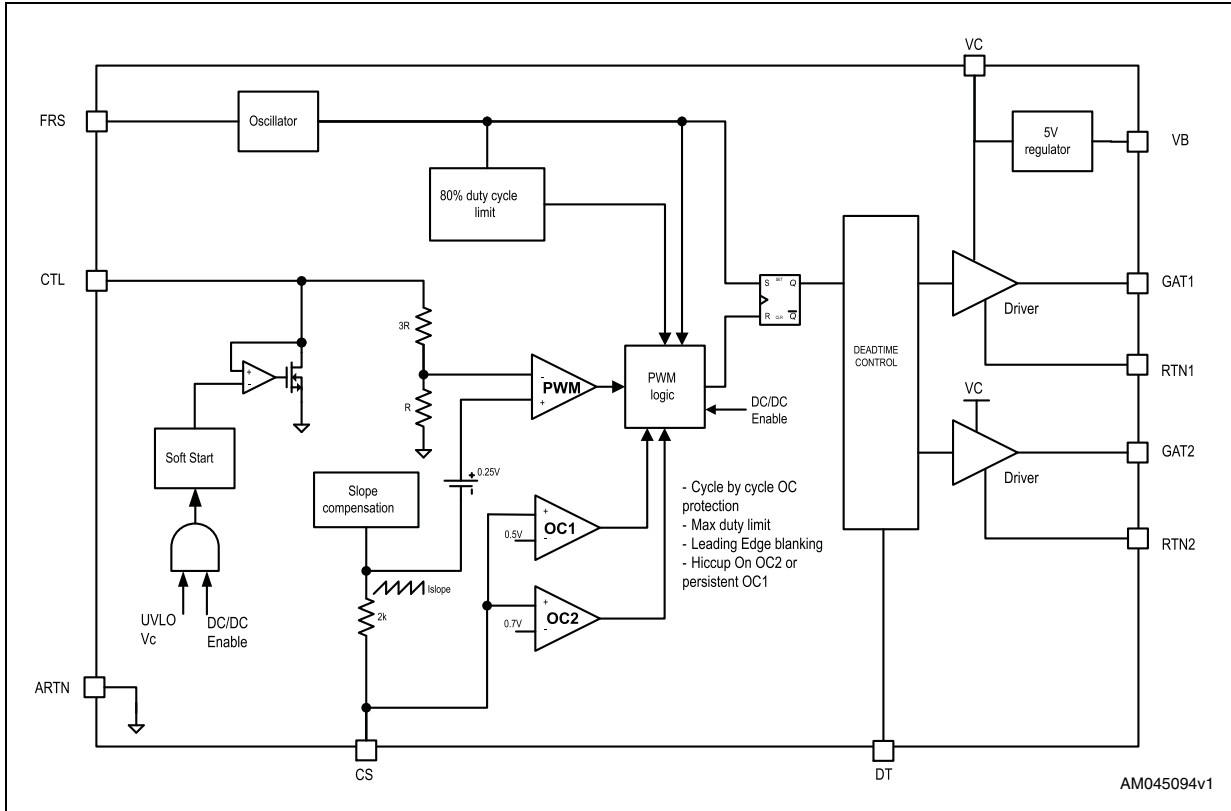 VC
FRS
Oscillator
5V
regulator
VB
80% duty cycle
limit
CTL
S
SET
Q
R
CLR
Q
GAT1
Driver
3R
DEADTIME
CONTROL
+
-
-
PWM
+
PWM
logic
RTN1
R
DC/DC
Enable
VC
Soft Start
GAT2
Driver
+
0.25V
-
Slope
compensation
- Cycle by cycle OC
protection
- Max duty limit
- Leading Edge blanking
- Hiccup On OC2 or
persistent OC1
+
OC1
0.5V
-
RTN2
Islope
2k
+
OC2
0.7V
-
UVLO
Vc
DC/DC
Enable
ARTN
CS
DT
AM045094v1